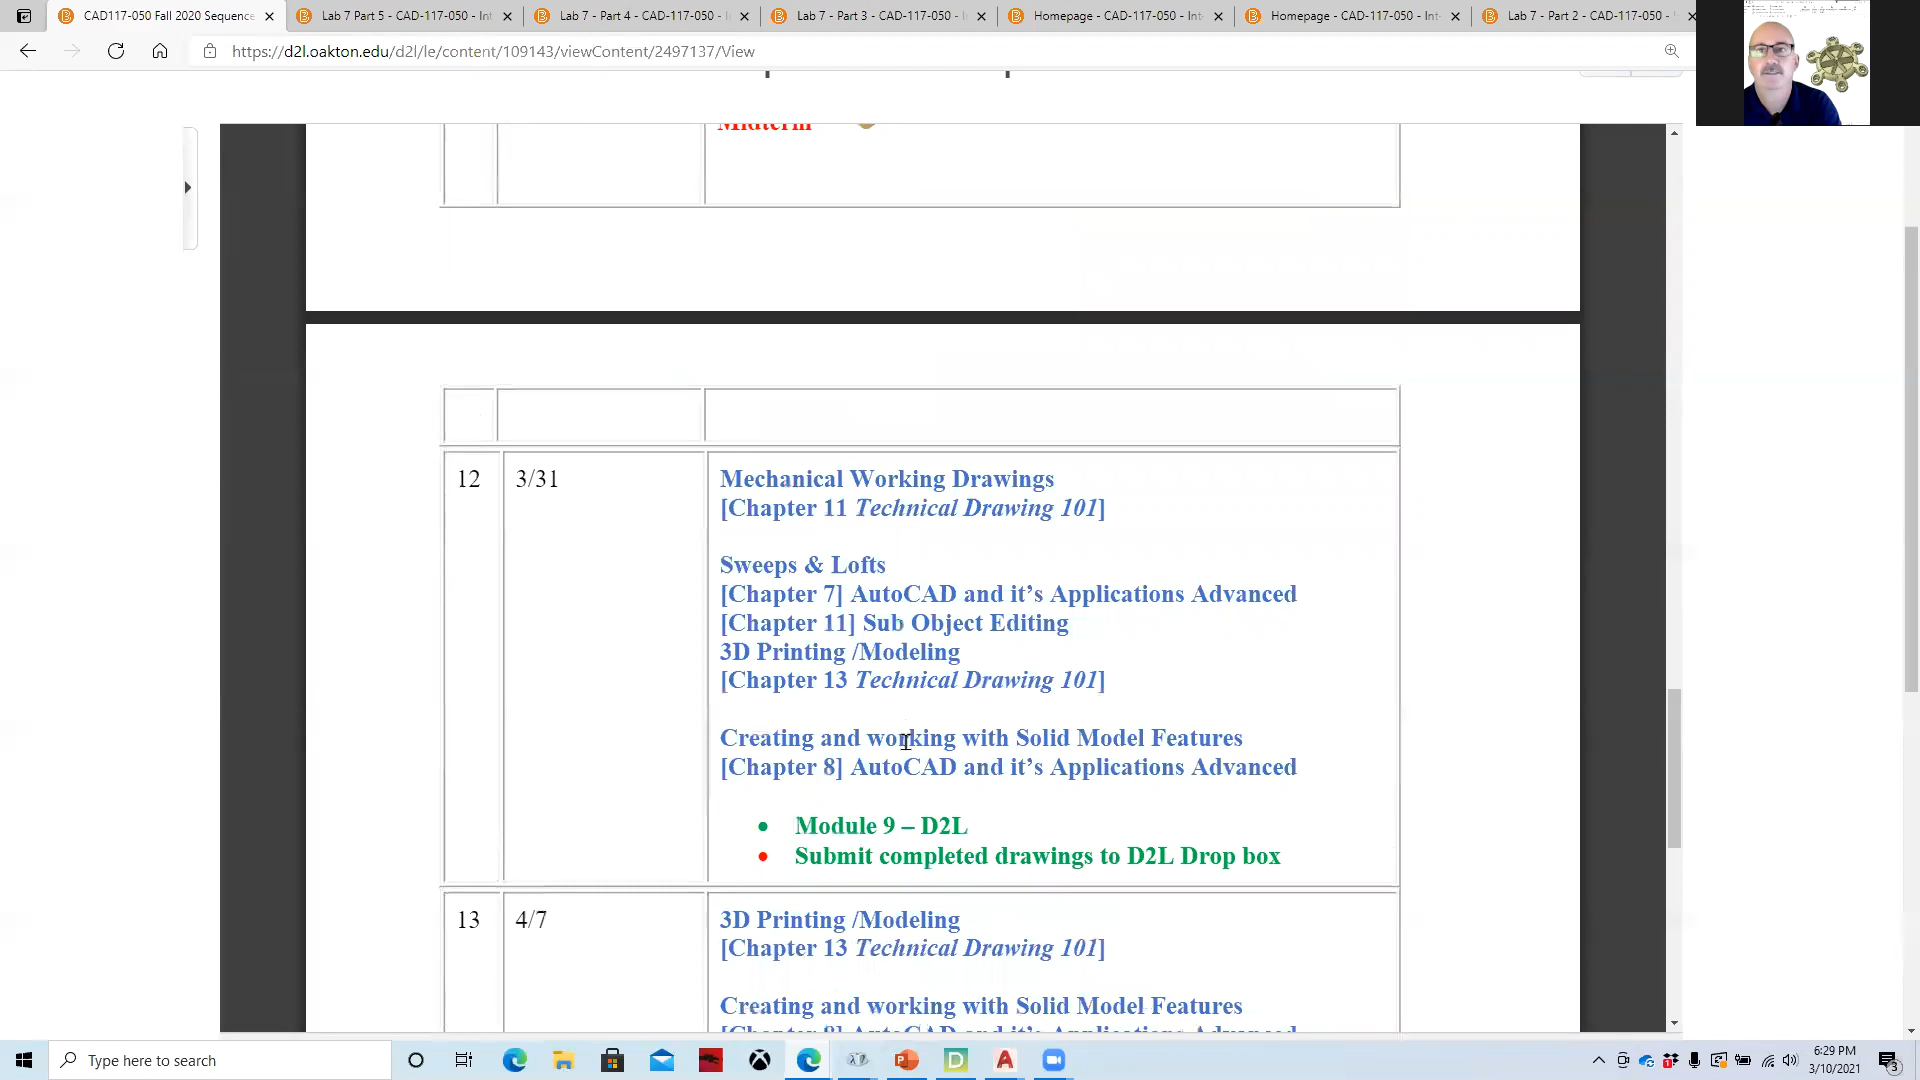 CAD117-050 Fall 2020 Sequence
Lab 7 Part 5 - CAD-117-050 - Int
Lab 7 - Part 4 - CAD-117-050 - I
Lab 7 - Part 3 - CAD-117-050 - I
Homepage - CAD-117-050 - Int
Homepage - CAD-117-050 - Int
Lab 7 - Part 2 - CAD-117-050 -
https://d2l.oakton.edu/d2l/le/content/109143/viewContent/2497137/View
Midterm
12
3/31
Mechanical Working Drawings
[Chapter 11 Technical Drawing 101]
Sweeps & Lofts
[Chapter 7] AutoCAD and it’s Applications Advanced
[Chapter 11] Sub Object Editing
3D Printing /Modeling
[Chapter 13 Technical Drawing 101]
Creating and working with Solid Model Features
[Chapter 8] AutoCAD and it’s Applications Advanced
• Module 9 – D2L
• Submit completed drawings to D2L Drop box
13
4/7
3D Printing /Modeling
[Chapter 13 Technical Drawing 101]
Creating and working with Solid Model Features
Type here to search
6:29 PM
3/10/2021